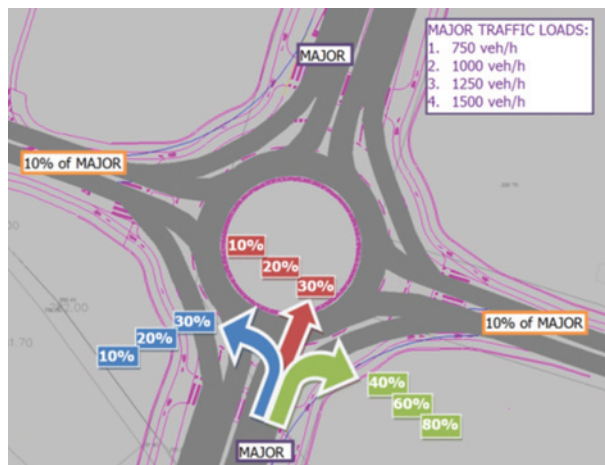 MAJOR TRAFFIC LOADS:
1. 750 veh/h
2. 1000 veh/h
3. 1250 veh/h
4. 1500 veh/h
MAJOR
10% of MAJOR
10%
20%
30%
10% of MAJOR
30%
20%
10%
40%
60%
80%
MAJOR